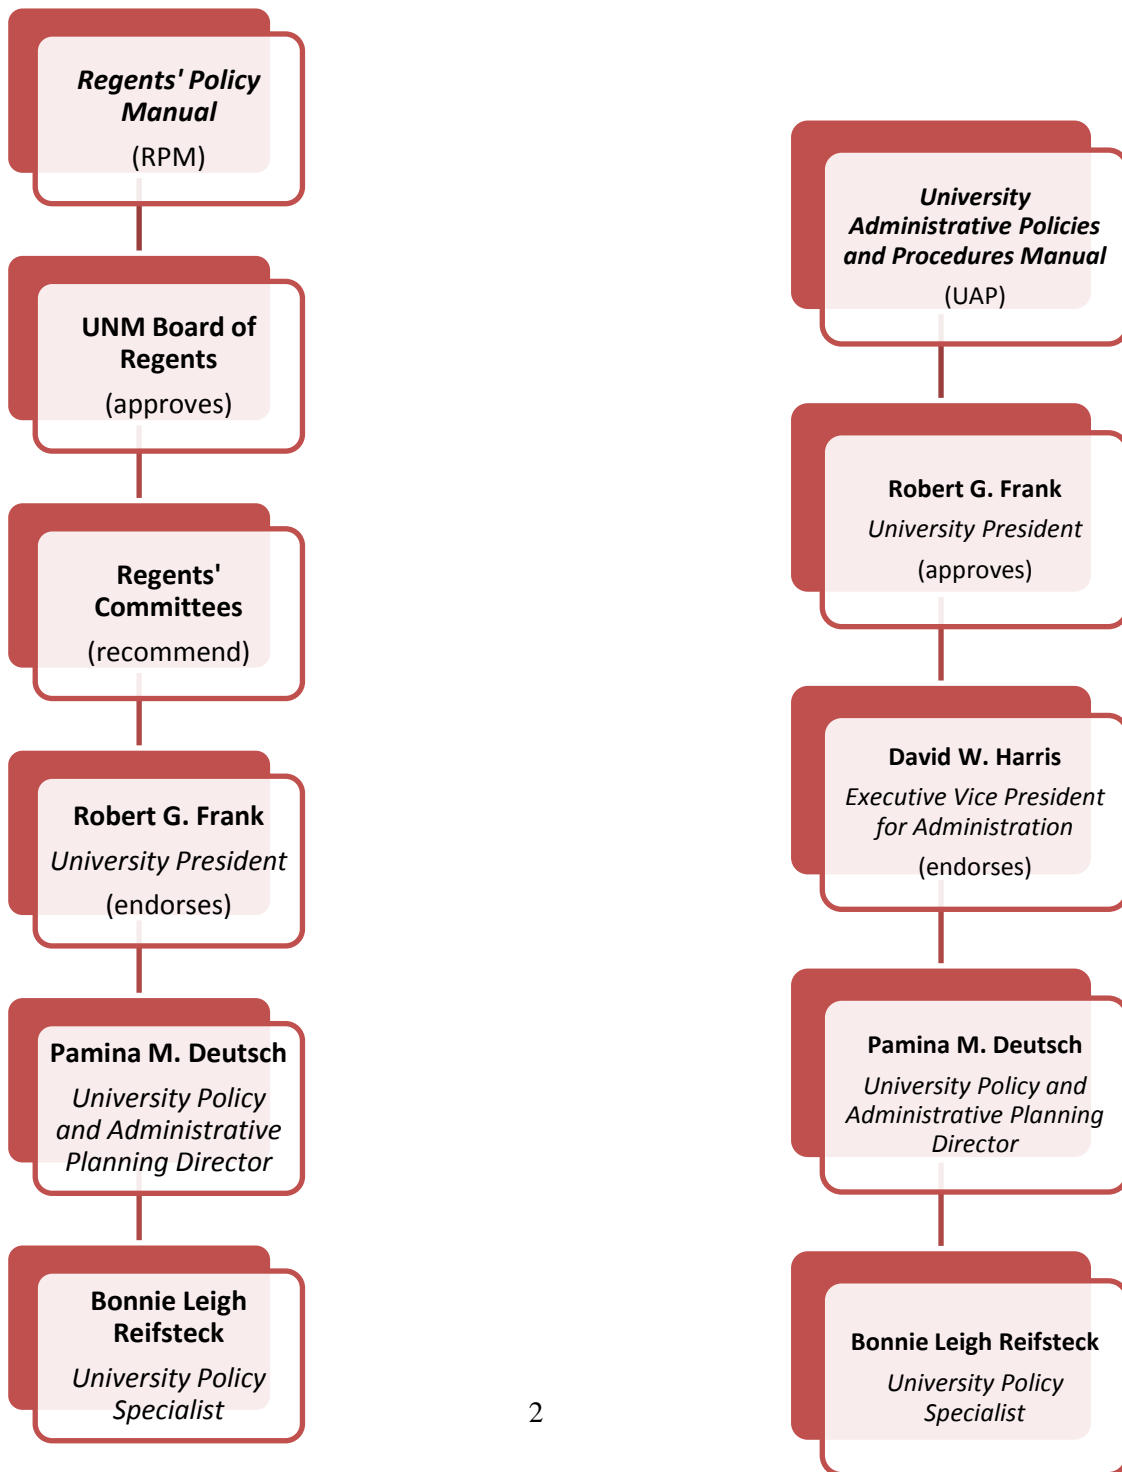 Regents' Policy
Manual
(RPM)
UNM Board of
Regents
(approves)
Regents'
Committees
(recommend)
Robert G. Frank
University President
(endorses)
Pamina M. Deutsch
University Policy
and Administrative
Planning Director
Bonnie Leigh
Reifsteck
University Policy
Specialist
University
Administrative Policies
and Procedures Manual
(UAP)
Robert G. Frank
University President
(approves)
David W. Harris
Executive Vice President
for Administration
(endorses)
Pamina M. Deutsch
University Policy and
Administrative Planning
Director
Bonnie Leigh Reifsteck
University Policy
Specialist
2